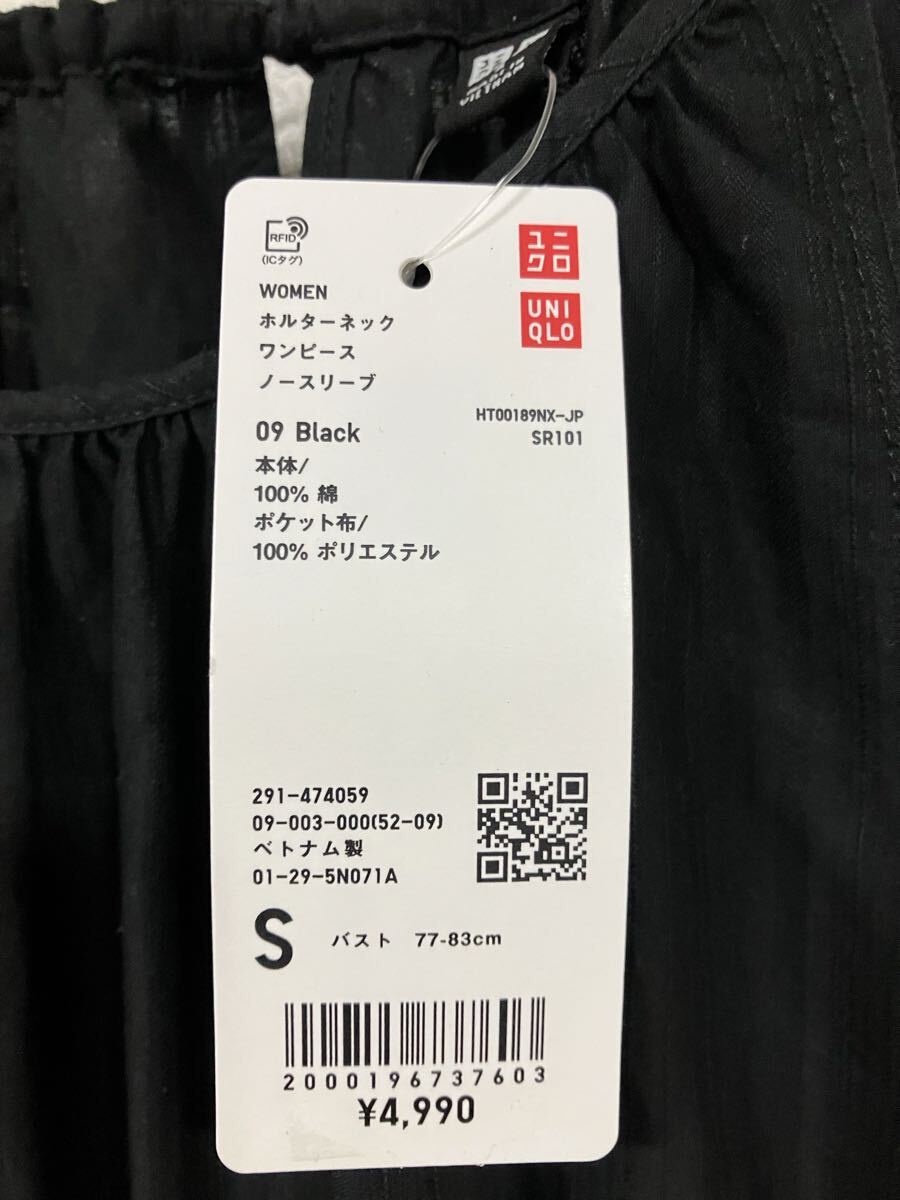 VIETNAM
RFID
(ICタグ)
ユニ
クロ
UNI
QLO
WOMEN
ホルターネック
ワンピース
ノースリーブ
HT00189NX-JP
SR101
09 Black
本体/
100% 綿
ポケット布/
100% ポリエステル
291-474059
09-003-000(52-09)
ベトナム製
01-29-5N071A
S バスト 77-83cm
2000196737603
¥4,990